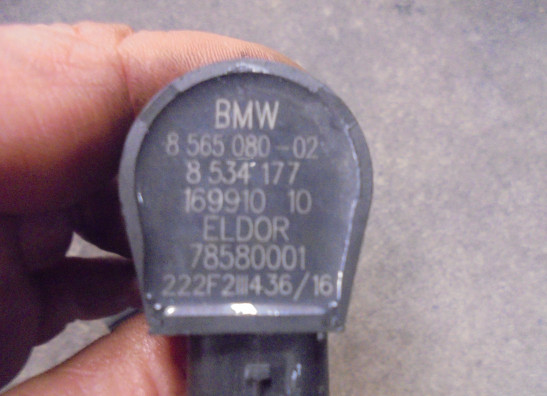 BMW
8 565 080-02
8 534 177
169910 10
ELDOR
78580001
222F2III436/16